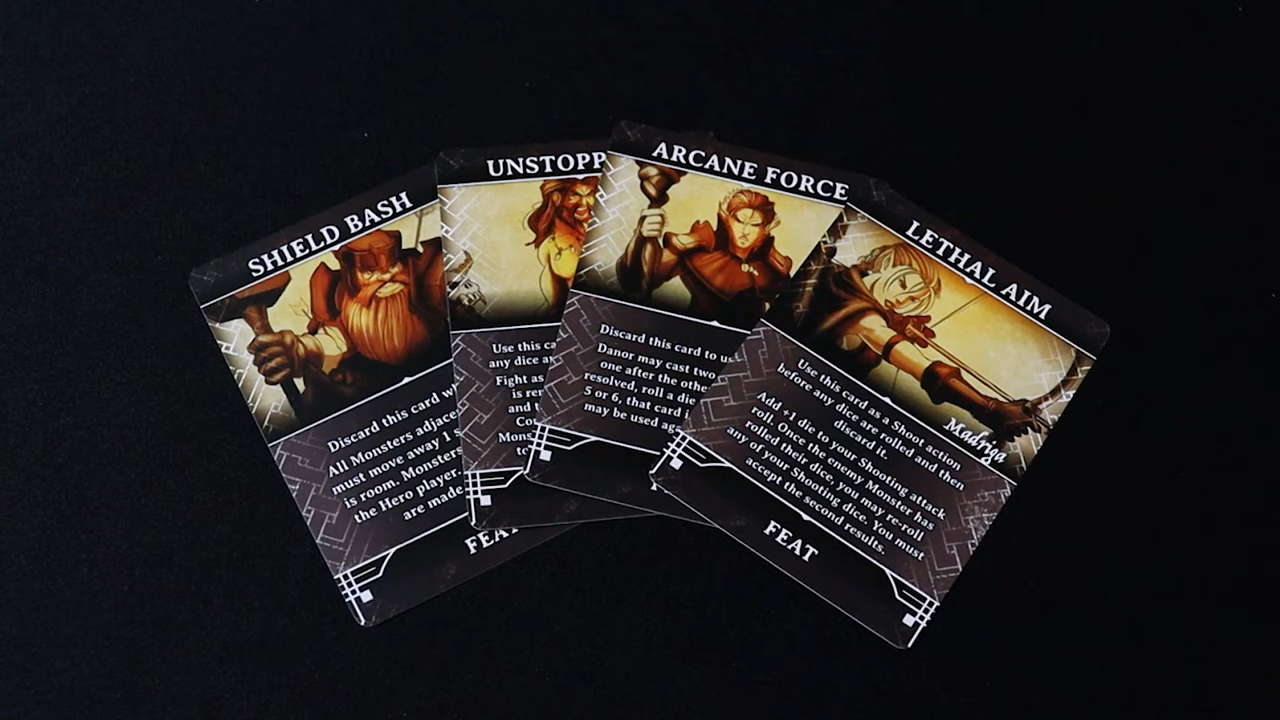 SHIELD BASH
Discard this card w
All Monsters adjace
must move away 1 s
is room. Monsters
the Hero player.
are made
FEAT
UNSTOPP
Use this ca
any dice a
Fight as
is re
and t
Co
Mons
to
ARCANE FORCE
Discard this card to us
Danor may cast two
one after the othe
resolved, roll a die
5 or 6, that card i
may be used ag
LETHAL AIM
Madriga
Use this card as a Shoot action
before any dice are rolled and then
discard it.
Add +1 die to your Shooting attack
roll. Once the enemy Monster has
rolled their dice, you may re-roll
any of your Shooting dice. You must
accept the second results.
FEAT